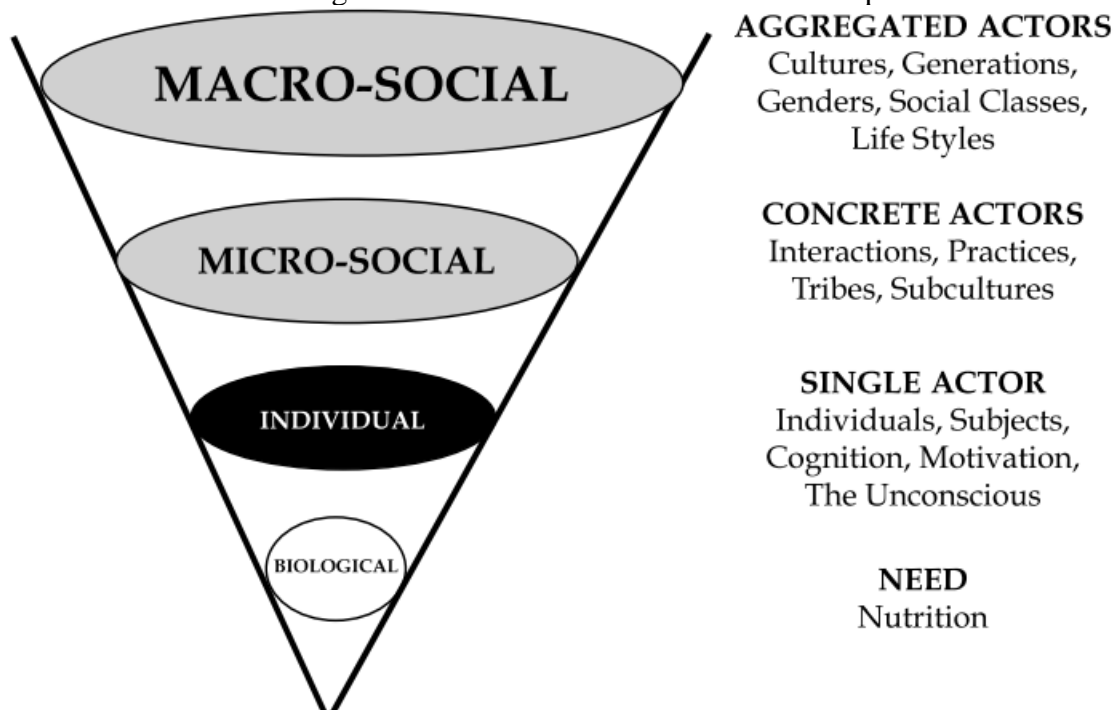 MACRO-SOCIAL
AGGREGATED ACTORS
Cultures, Generations,
Genders, Social Classes,
Life Styles
MICRO-SOCIAL
CONCRETE ACTORS
Interactions, Practices,
Tribes, Subcultures
INDIVIDUAL
SINGLE ACTOR
Individuals, Subjects,
Cognition, Motivation,
The Unconscious
BIOLOGICAL
NEED
Nutrition